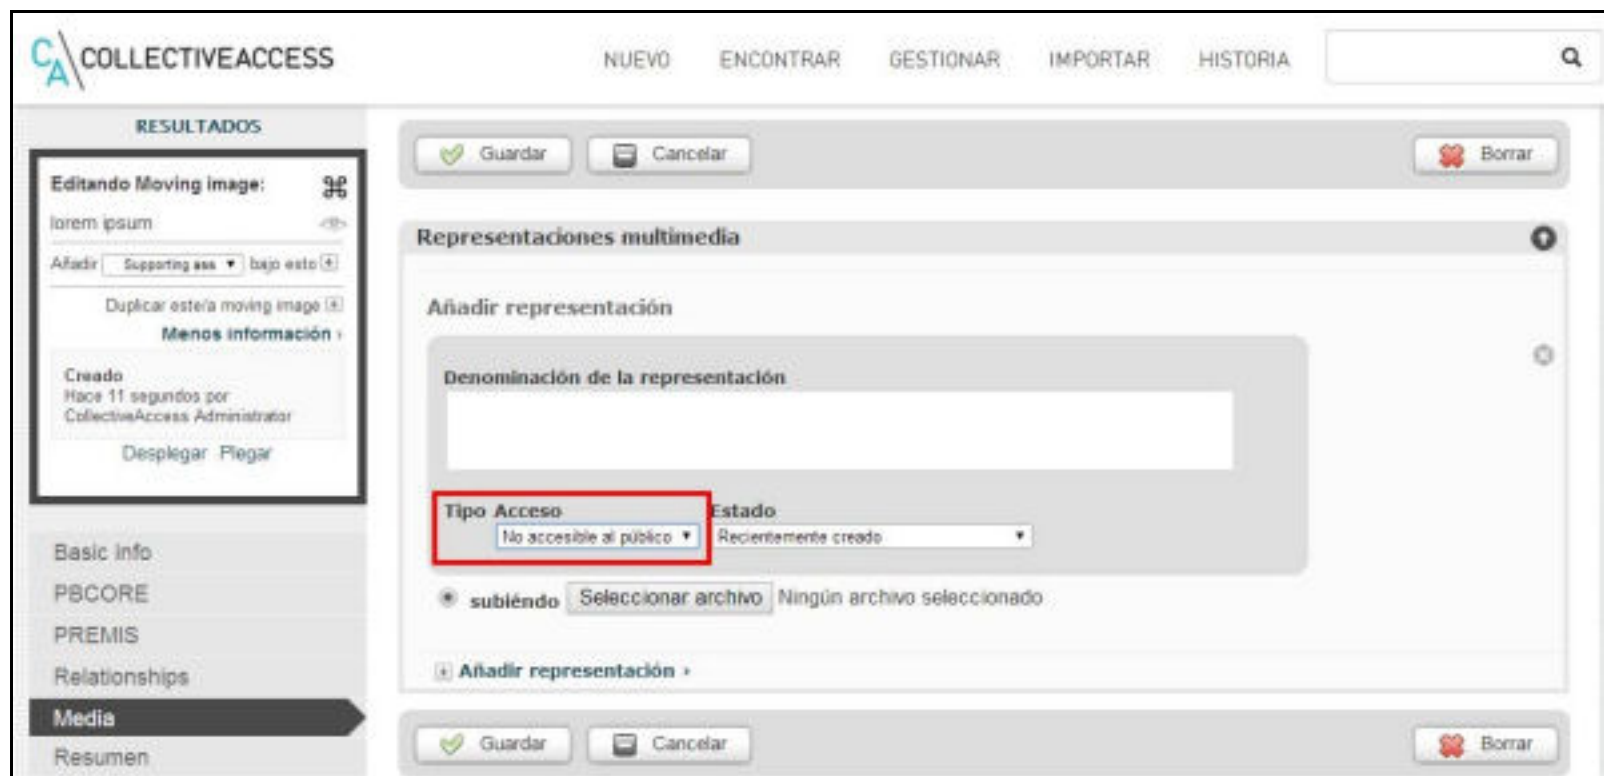 CA COLLECTIVEACCESS
NUEVO ENCONTRAR GESTIONAR IMPORTAR HISTORIA
RESULTADOS
Editando Moving image:
lorem ipsum
Añadir Supporting ass bajo esto
Duplicar este/a moving image
Menos información ›
Creado
Hace 11 segundos por
CollectiveAccess Administrator
Desplegar Plegar
Basic info
PBCORE
PREMIS
Relationships
Media
Resumen
Guardar Cancelar Borrar
Representaciones multimedia
Añadir representación
Denominación de la representación
Tipo Acceso Estado
No accesible al público Recientemente creado
subiéndo Seleccionar archivo Ningún archivo seleccionado
Añadir representación ›
Guardar Cancelar Borrar